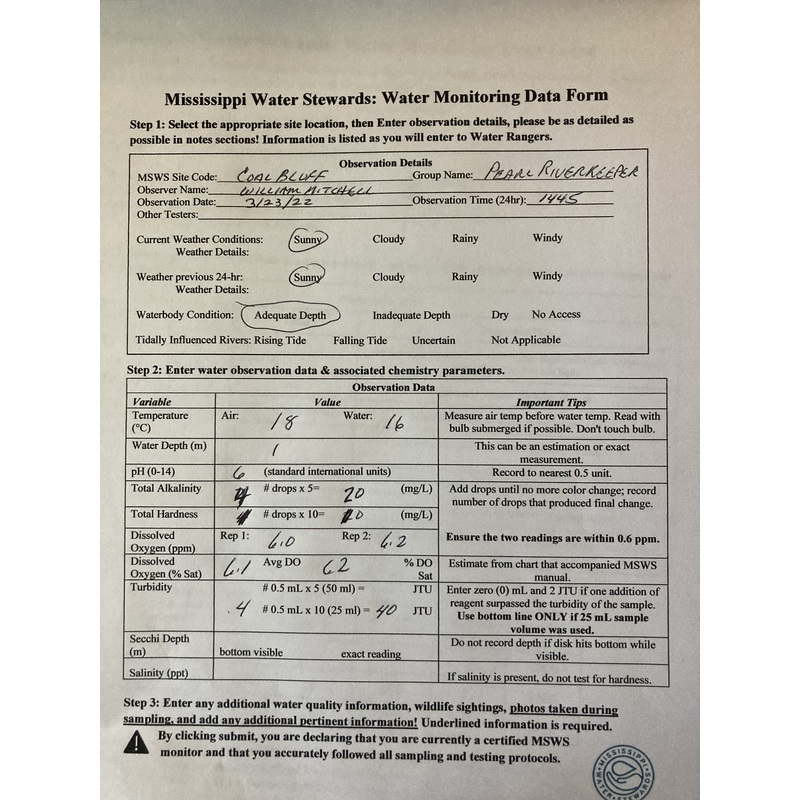 Mississippi Water Stewards: Water Monitoring Data Form
Step 1: Select the appropriate site location, then Enter observation details, please be as detailed as
possible in notes sections! Information is listed as you will enter to Water Rangers.
Observation Details
MSWS Site Code: COAL BLUFF Group Name: PEARL RIVERKEEPER
Observer Name: WILLIAM MITCHELL
Observation Date: 3/23/22 Observation Time (24hr): 1445
Other Testers:
Current Weather Conditions: Sunny Cloudy Rainy Windy
Weather Details:
Weather previous 24-hr: Sunny Cloudy Rainy Windy
Weather Details:
Waterbody Condition: Adequate Depth Inadequate Depth Dry No Access
Tidally Influenced Rivers: Rising Tide Falling Tide Uncertain Not Applicable
Step 2: Enter water observation data & associated chemistry parameters.
Observation Data
Variable Value Important Tips
Temperature (°C) Air: 18 Water: 16 Measure air temp before water temp. Read with
bulb submerged if possible. Don't touch bulb.
Water Depth (m) 1 This can be an estimation or exact
measurement.
pH (0-14) 6 (standard international units) Record to nearest 0.5 unit.
Total Alkalinity 4 # drops x 5= 20 (mg/L) Add drops until no more color change; record
number of drops that produced final change.
Total Hardness # drops x 10= (mg/L)
Dissolved Oxygen (ppm) Rep 1: 6.0 Rep 2: 6.2 Ensure the two readings are within 0.6 ppm.
Dissolved Oxygen (% Sat) 6.1 Avg DO 62 % DO Sat Estimate from chart that accompanied MSWS
manual.
Turbidity # 0.5 mL x 5 (50 ml) = JTU Enter zero (0) mL and 2 JTU if one addition of
reagent surpassed the turbidity of the sample.
.4 # 0.5 mL x 10 (25 ml) = 40 JTU Use bottom line ONLY if 25 mL sample
volume was used.
Secchi Depth (m) bottom visible exact reading Do not record depth if disk hits bottom while
visible.
Salinity (ppt) If salinity is present, do not test for hardness.
Step 3: Enter any additional water quality information, wildlife sightings, photos taken during
sampling, and add any additional pertinent information! Underlined information is required.
By clicking submit, you are declaring that you are currently a certified MSWS
monitor and that you accurately followed all sampling and testing protocols.
MISSISSIPPI
WATER STEWARDS